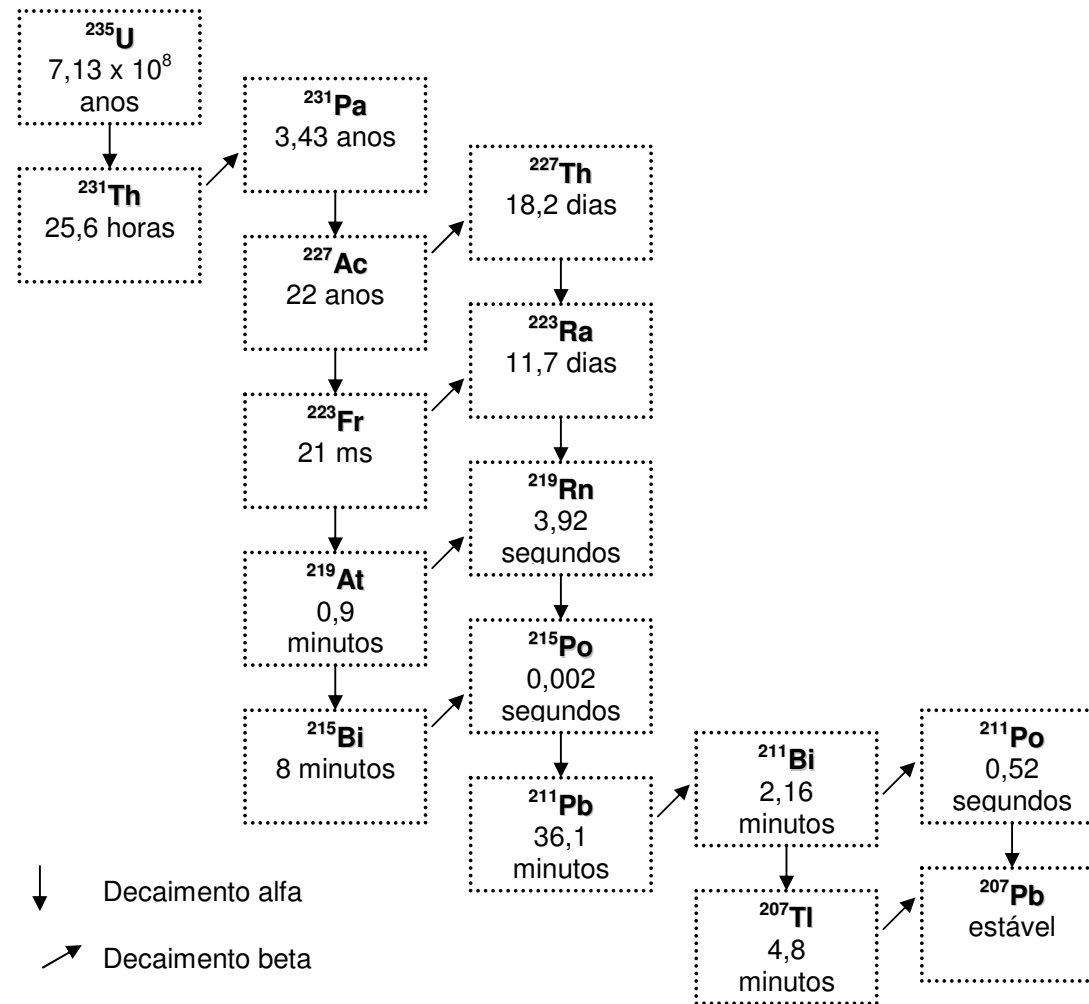 ²³⁵U
7,13 x 10⁸
anos
²³¹Th
25,6 horas
²³¹Pa
3,43 anos
²²⁷Ac
22 anos
²²³Fr
21 ms
²¹⁹At
0,9
minutos
²¹⁵Bi
8 minutos
²²⁷Th
18,2 dias
²²³Ra
11,7 dias
²¹⁹Rn
3,92
segundos
²¹⁵Po
0,002
segundos
²¹¹Pb
36,1
minutos
²¹¹Bi
2,16
minutos
²⁰⁷Tl
4,8
minutos
²¹¹Po
0,52
segundos
²⁰⁷Pb
estável
Decaimento alfa
Decaimento beta